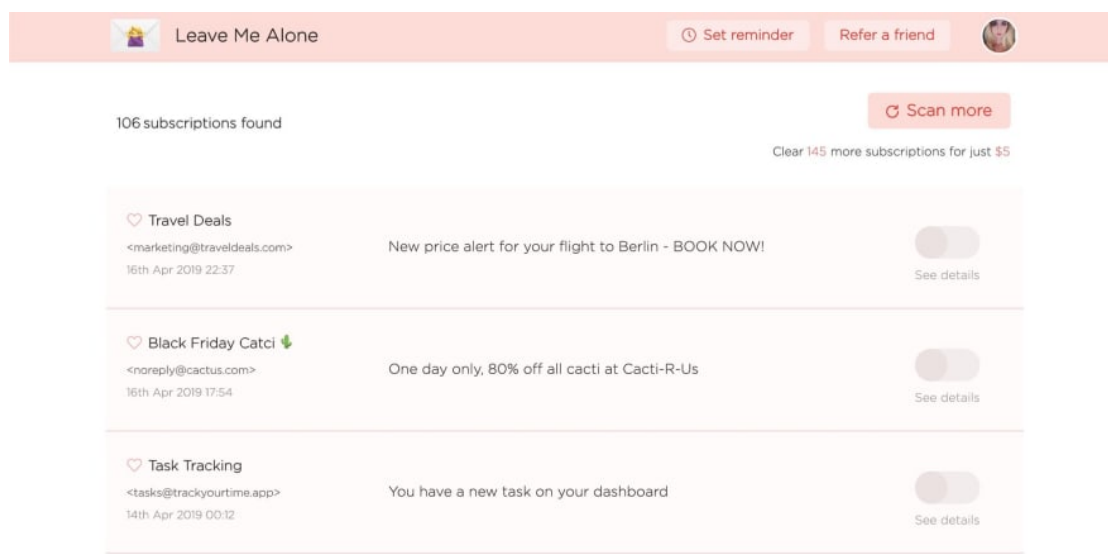 Leave Me Alone
Set reminder
Refer a friend
106 subscriptions found
Scan more
Clear 145 more subscriptions for just $5
Travel Deals
<marketing@traveldeals.com>
16th Apr 2019 22:37
New price alert for your flight to Berlin - BOOK NOW!
See details
Black Friday Catci 🌵
<noreply@cactus.com>
16th Apr 2019 17:54
One day only, 80% off all cacti at Cacti-R-Us
See details
Task Tracking
<tasks@trackyourtime.app>
14th Apr 2019 00:12
You have a new task on your dashboard
See details